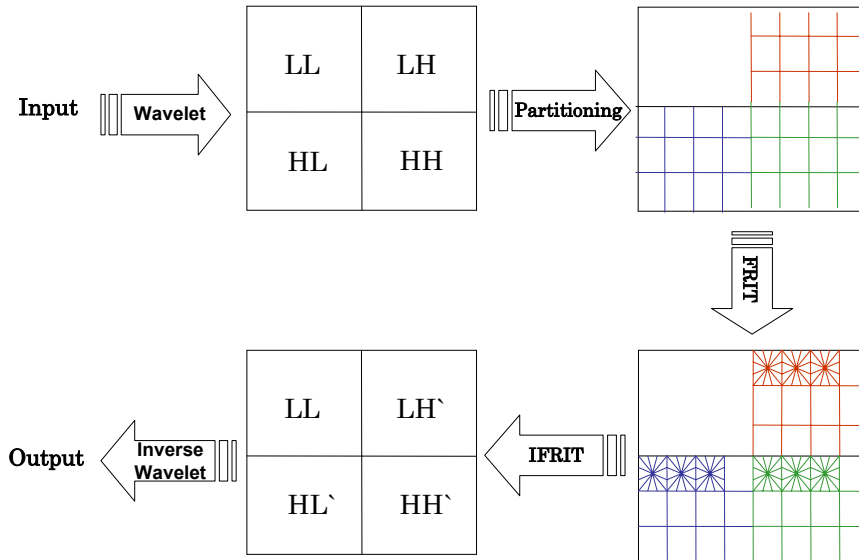 LL LH
Input Wavelet Partitioning
HL HH
FRIT
LL LH`
Output Inverse Wavelet IFRIT
HL` HH`